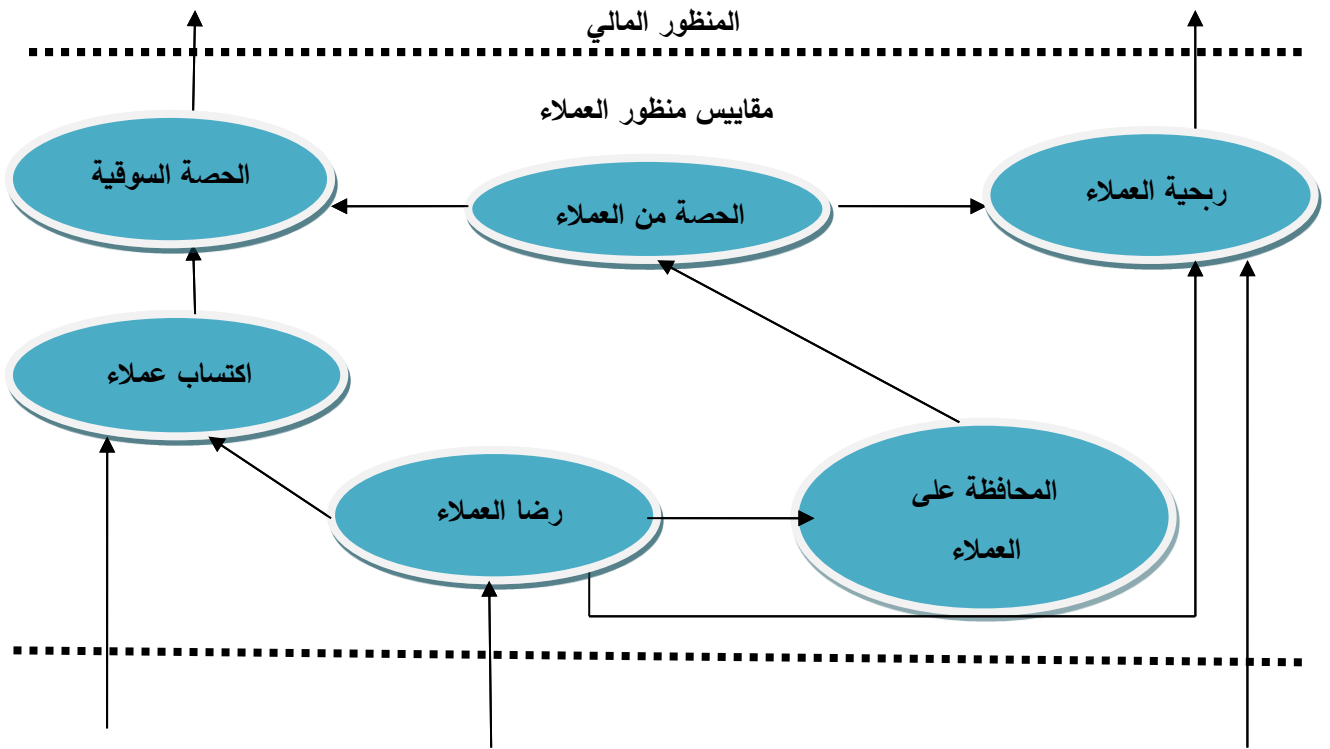 المنظور المالي
مقاييس منظور العملاء
ربحية العملاء
الحصة من العملاء
الحصة السوقية
اكتساب عملاء
المحافظة على
العملاء
رضا العملاء